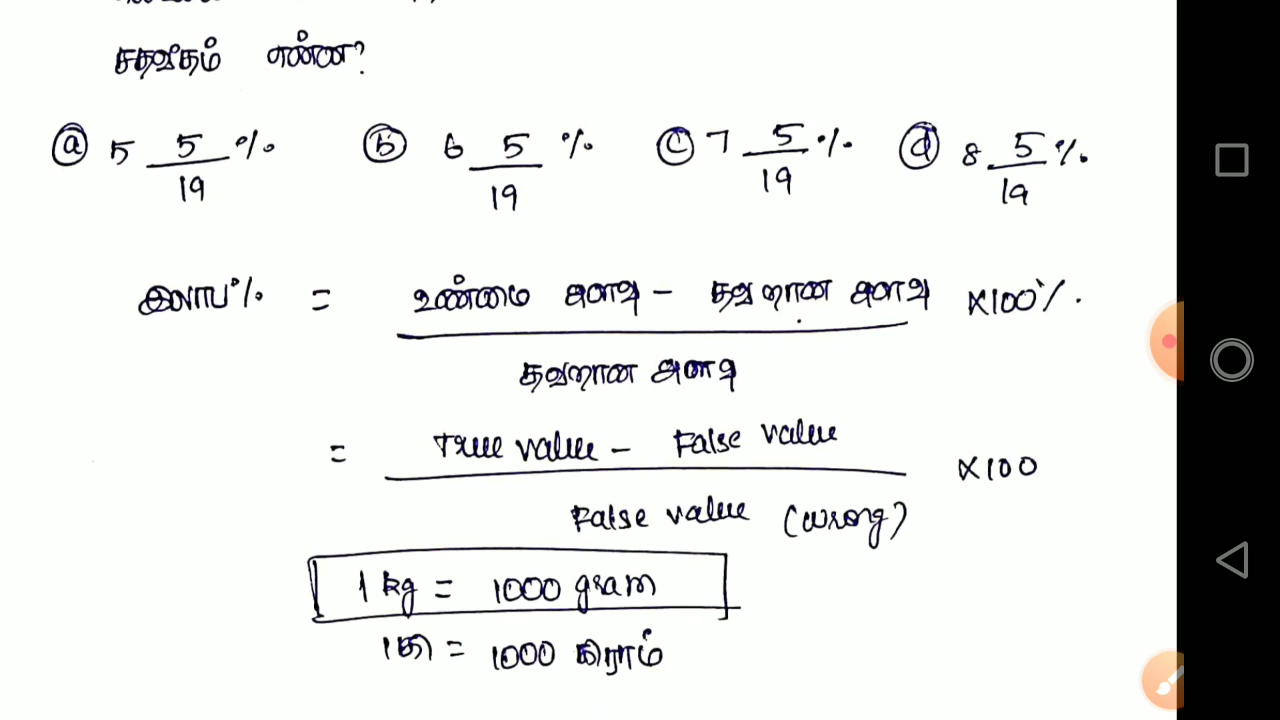 சதவீதம் என்ன?
(a) 5 5/19 % (b) 6 5/19 % (c) 7 5/19 % (d) 8 5/19 %
இலாப% = உண்மை அளவு - தவறான அளவு / தவறான அளவு ×100%.
= True value - False value / False value (wrong) ×100
1 kg = 1000 gram
1கி = 1000 கிராம்